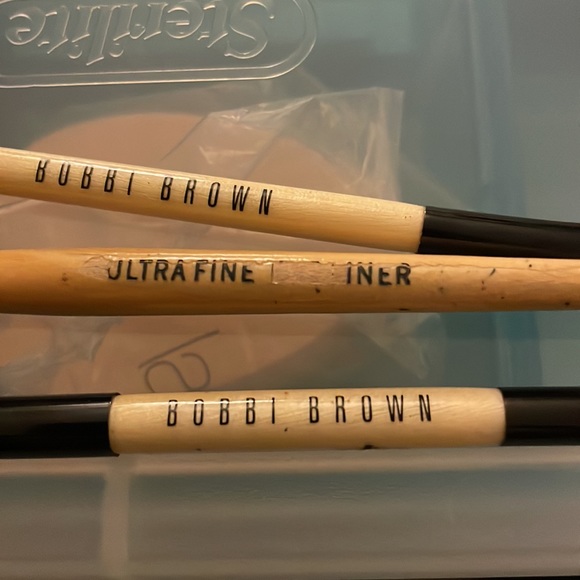 Sterilite
BOBBI BROWN
ULTRA FINE INER
BOBBI BROWN